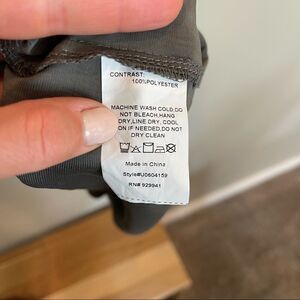 CONTRAST:
100%POLYESTER
MACHINE WASH COLD,DO
NOT BLEACH,HANG
DRY,LINE DRY, COOL
ON IF NEEDED,DO NOT
DRY CLEAN
Made in China
Style#U0604159
RN# 929941